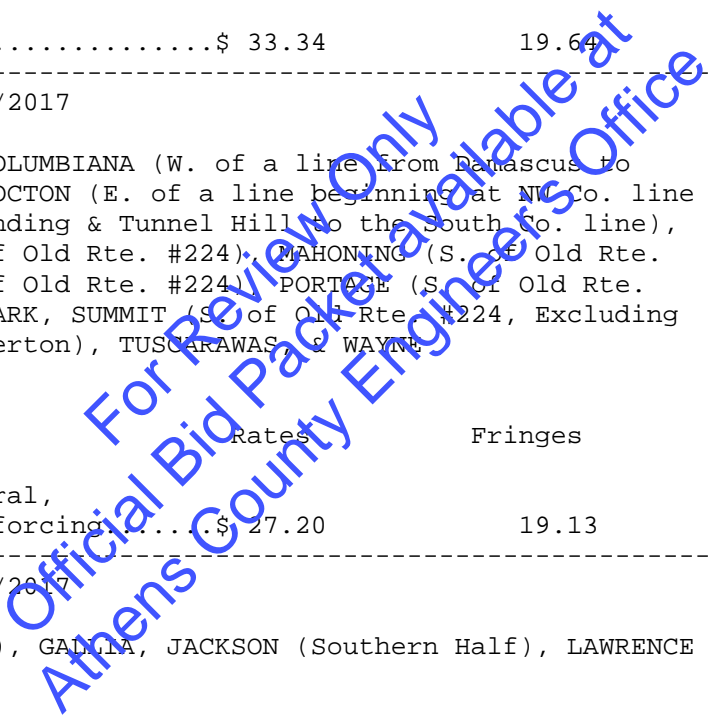 ..............$ 33.34 19.64
----------------------------------------------
/2017
OLUMBIANA (W. of a line from Damascus to
OCTON (E. of a line beginning at NW Co. line
nding & Tunnel Hill to the South Co. line),
f Old Rte. #224), MAHONING (S. of Old Rte.
f Old Rte. #224), PORTAGE (S. of Old Rte.
ARK, SUMMIT (S. of Old Rte. #224, Excluding
erton), TUSCARAWAS, & WAYNE
Rates Fringes
ral,
forcing.......$ 27.20 19.13
----------------------------------------------
/2017
), GALLIA, JACKSON (Southern Half), LAWRENCE
For Review Only
Official Bid Packet available at
Athens County Engineer's Office